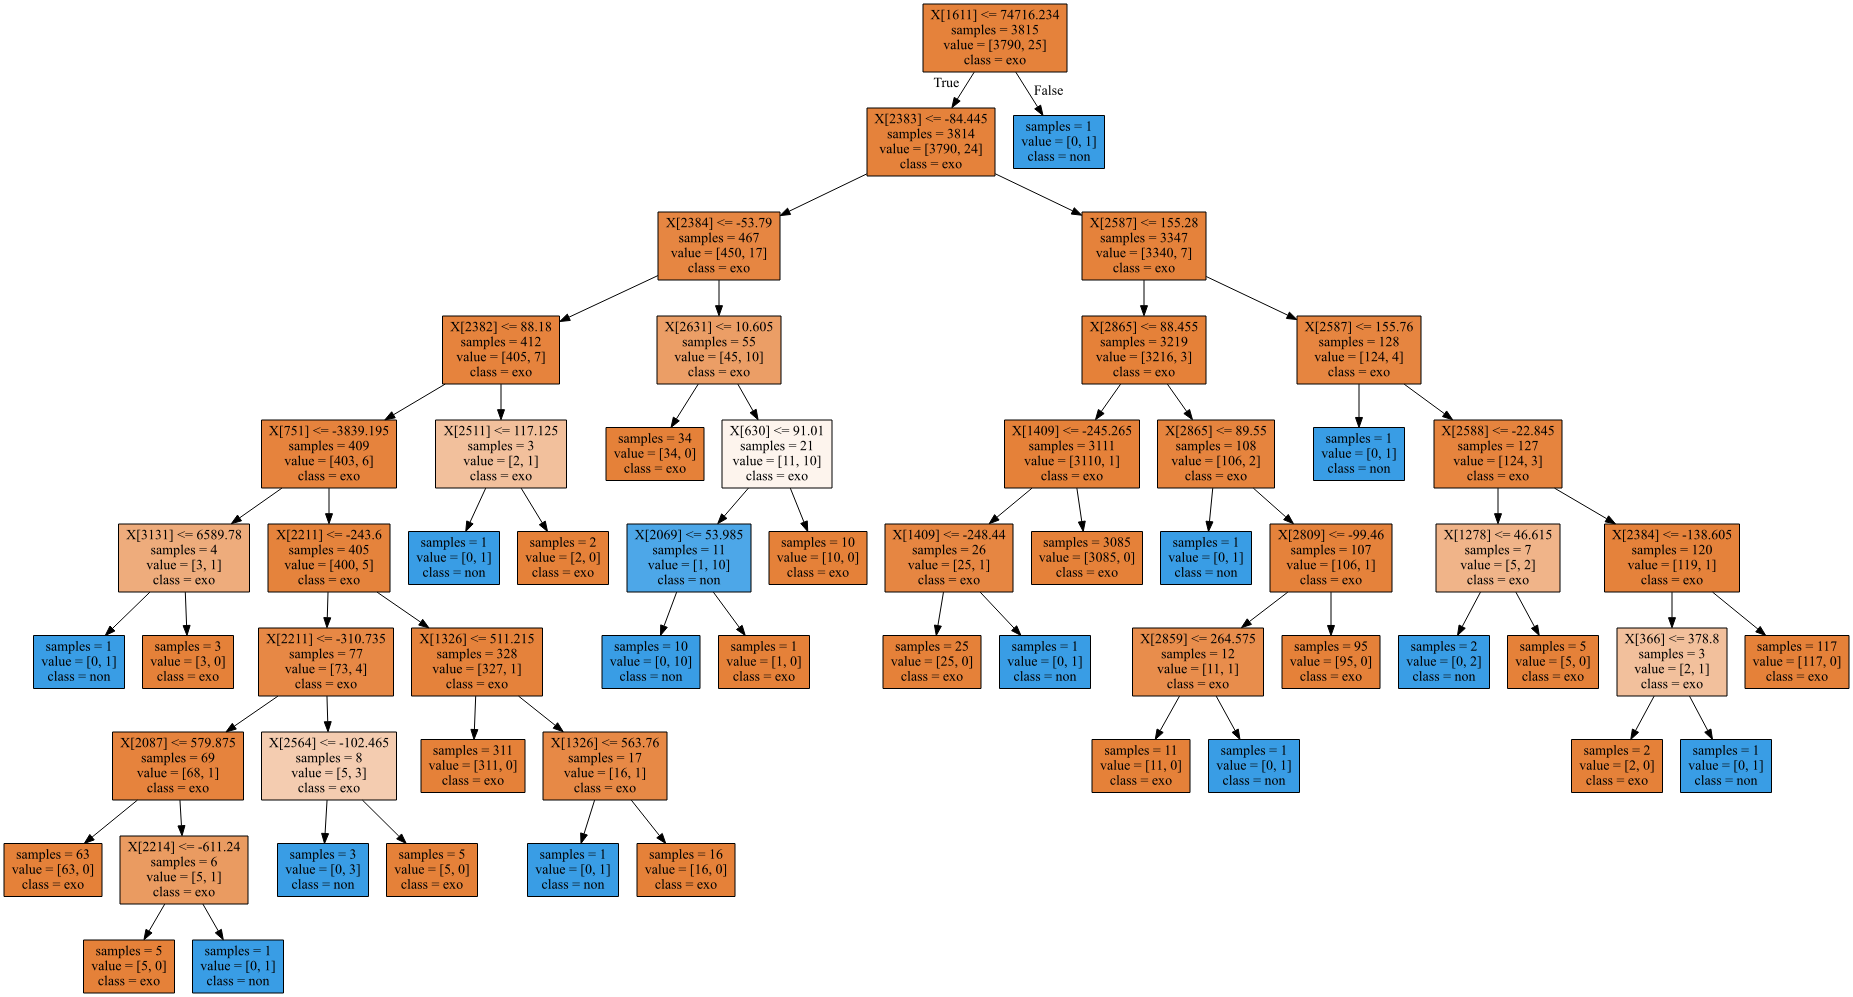 X[1611] <= 74716.234
samples = 3815
value = [3790, 25]
class = exo
True
False
X[2383] <= -84.445
samples = 3814
value = [3790, 24]
class = exo
samples = 1
value = [0, 1]
class = non
X[2384] <= -53.79
samples = 467
value = [450, 17]
class = exo
X[2587] <= 155.28
samples = 3347
value = [3340, 7]
class = exo
X[2382] <= 88.18
samples = 412
value = [405, 7]
class = exo
X[2631] <= 10.605
samples = 55
value = [45, 10]
class = exo
X[2865] <= 88.455
samples = 3219
value = [3216, 3]
class = exo
X[2587] <= 155.76
samples = 128
value = [124, 4]
class = exo
X[751] <= -3839.195
samples = 409
value = [403, 6]
class = exo
X[2511] <= 117.125
samples = 3
value = [2, 1]
class = exo
samples = 34
value = [34, 0]
class = exo
X[630] <= 91.01
samples = 21
value = [11, 10]
class = exo
X[1409] <= -245.265
samples = 3111
value = [3110, 1]
class = exo
X[2865] <= 89.55
samples = 108
value = [106, 2]
class = exo
samples = 1
value = [0, 1]
class = non
X[2588] <= -22.845
samples = 127
value = [124, 3]
class = exo
X[3131] <= 6589.78
samples = 4
value = [3, 1]
class = exo
X[2211] <= -243.6
samples = 405
value = [400, 5]
class = exo
samples = 1
value = [0, 1]
class = non
samples = 2
value = [2, 0]
class = exo
X[2069] <= 53.985
samples = 11
value = [1, 10]
class = non
samples = 10
value = [10, 0]
class = exo
X[1409] <= -248.44
samples = 26
value = [25, 1]
class = exo
samples = 3085
value = [3085, 0]
class = exo
samples = 1
value = [0, 1]
class = non
X[2809] <= -99.46
samples = 107
value = [106, 1]
class = exo
X[1278] <= 46.615
samples = 7
value = [5, 2]
class = exo
X[2384] <= -138.605
samples = 120
value = [119, 1]
class = exo
samples = 1
value = [0, 1]
class = non
samples = 3
value = [3, 0]
class = exo
X[2211] <= -310.735
samples = 77
value = [73, 4]
class = exo
X[1326] <= 511.215
samples = 328
value = [327, 1]
class = exo
samples = 10
value = [0, 10]
class = non
samples = 1
value = [1, 0]
class = exo
samples = 25
value = [25, 0]
class = exo
samples = 1
value = [0, 1]
class = non
X[2859] <= 264.575
samples = 12
value = [11, 1]
class = exo
samples = 95
value = [95, 0]
class = exo
samples = 2
value = [0, 2]
class = non
samples = 5
value = [5, 0]
class = exo
X[366] <= 378.8
samples = 3
value = [2, 1]
class = exo
samples = 117
value = [117, 0]
class = exo
X[2087] <= 579.875
samples = 69
value = [68, 1]
class = exo
X[2564] <= -102.465
samples = 8
value = [5, 3]
class = exo
samples = 311
value = [311, 0]
class = exo
X[1326] <= 563.76
samples = 17
value = [16, 1]
class = exo
samples = 11
value = [11, 0]
class = exo
samples = 1
value = [0, 1]
class = non
samples = 2
value = [2, 0]
class = exo
samples = 1
value = [0, 1]
class = non
samples = 63
value = [63, 0]
class = exo
X[2214] <= -611.24
samples = 6
value = [5, 1]
class = exo
samples = 3
value = [0, 3]
class = non
samples = 5
value = [5, 0]
class = exo
samples = 1
value = [0, 1]
class = non
samples = 16
value = [16, 0]
class = exo
samples = 5
value = [5, 0]
class = exo
samples = 1
value = [0, 1]
class = non